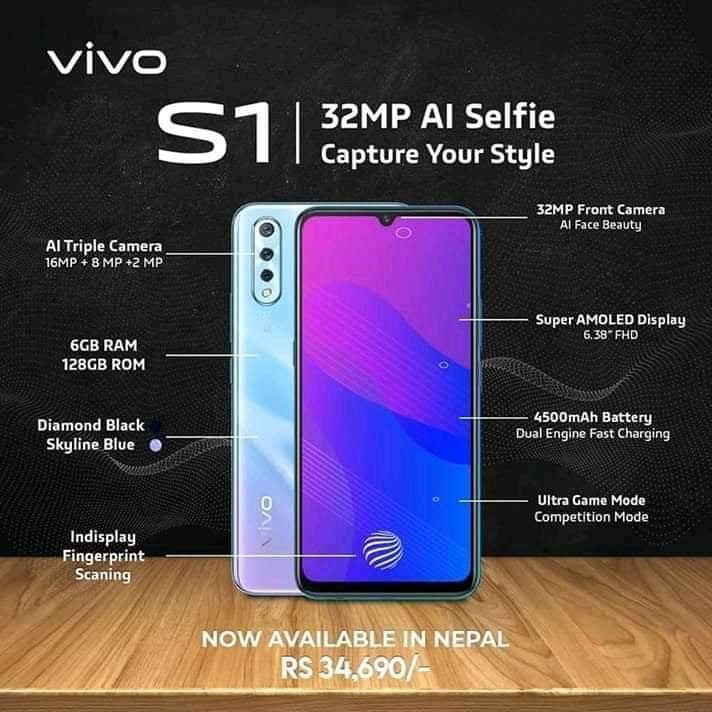 vivo
S1
32MP AI Selfie
Capture Your Style
AI Triple Camera
16MP + 8 MP +2 MP
6GB RAM
128GB ROM
Diamond Black
Skyline Blue
Indisplay
Fingerprint
Scaning
32MP Front Camera
AI Face Beauty
Super AMOLED Display
6.38" FHD
4500mAh Battery
Dual Engine Fast Charging
Ultra Game Mode
Competition Mode
vivo
NOW AVAILABLE IN NEPAL
RS 34,690/-